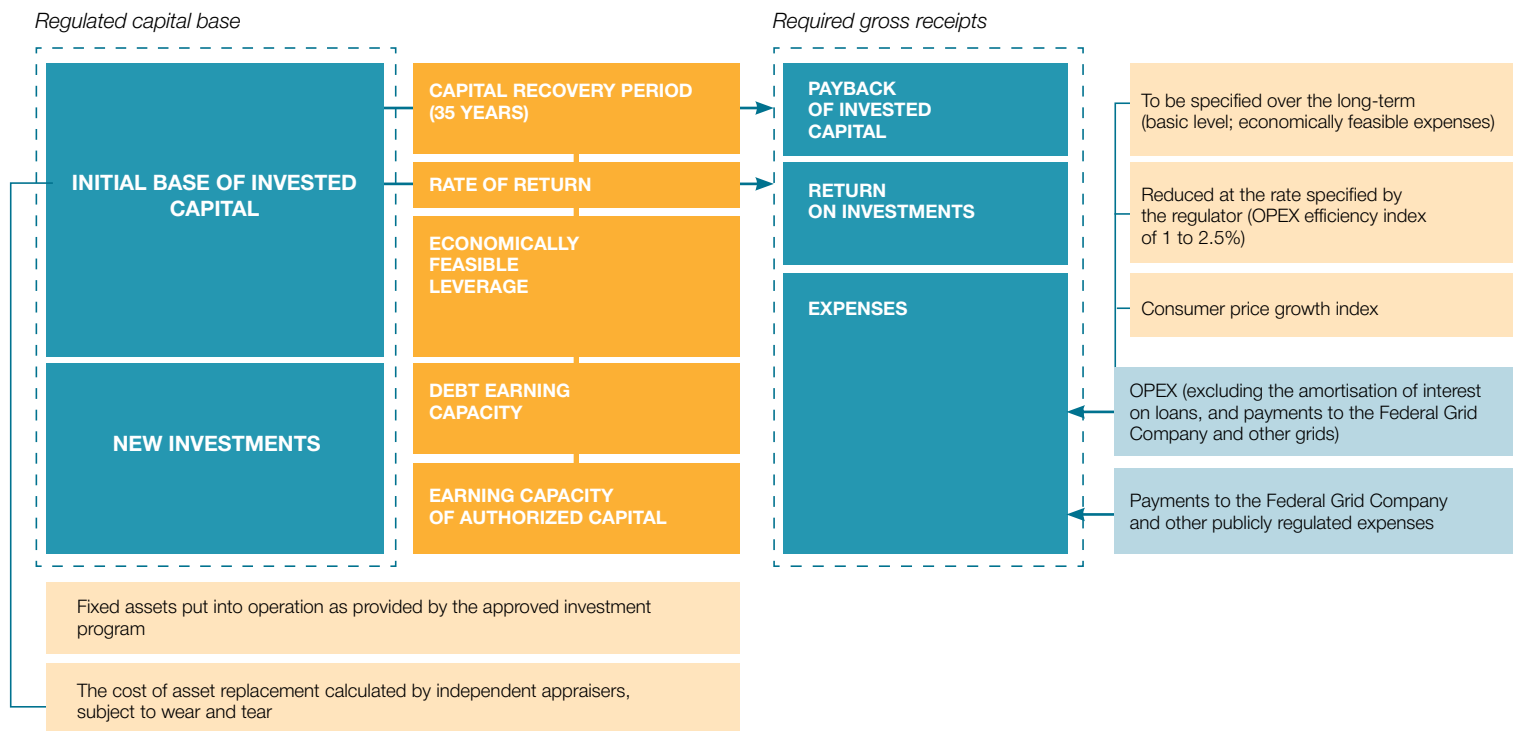 Regulated capital base
Required gross receipts
INITIAL BASE OF INVESTED
CAPITAL
NEW INVESTMENTS
CAPITAL RECOVERY PERIOD
(35 YEARS)
RATE OF RETURN
ECONOMICALLY
FEASIBLE
LEVERAGE
DEBT EARNING
CAPACITY
EARNING CAPACITY
OF AUTHORIZED CAPITAL
PAYBACK
OF INVESTED
CAPITAL
RETURN
ON INVESTMENTS
EXPENSES
To be specified over the long-term
(basic level; economically feasible expenses)
Reduced at the rate specified by
the regulator (OPEX efficiency index
of 1 to 2.5%)
Consumer price growth index
OPEX (excluding the amortisation of interest
on loans, and payments to the Federal Grid
Company and other grids)
Payments to the Federal Grid Company
and other publicly regulated expenses
Fixed assets put into operation as provided by the approved investment
program
The cost of asset replacement calculated by independent appraisers,
subject to wear and tear